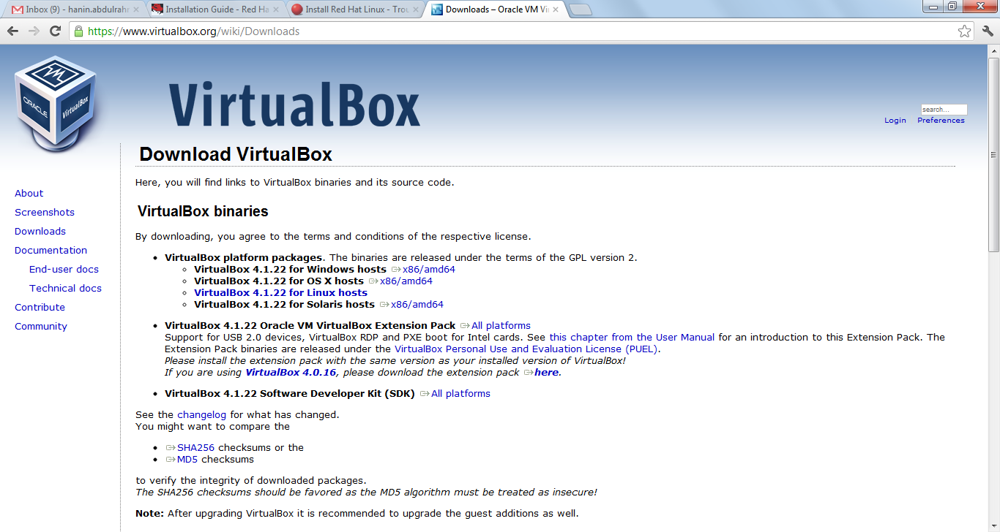 Inbox (9) - hanin.abdulrahr
Installation Guide - Red Ha
Install Red Hat Linux - Trou
Downloads – Oracle VM Vi
https://www.virtualbox.org/wiki/Downloads
ORACLE
VirtualBox
VirtualBox
search...
Login Preferences
Download VirtualBox
Here, you will find links to VirtualBox binaries and its source code.
About
Screenshots
Downloads
Documentation
End-user docs
Technical docs
Contribute
Community
VirtualBox binaries
By downloading, you agree to the terms and conditions of the respective license.
VirtualBox platform packages. The binaries are released under the terms of the GPL version 2.
VirtualBox 4.1.22 for Windows hosts x86/amd64
VirtualBox 4.1.22 for OS X hosts x86/amd64
VirtualBox 4.1.22 for Linux hosts
VirtualBox 4.1.22 for Solaris hosts x86/amd64
VirtualBox 4.1.22 Oracle VM VirtualBox Extension Pack All platforms
Support for USB 2.0 devices, VirtualBox RDP and PXE boot for Intel cards. See this chapter from the User Manual for an introduction to this Extension Pack. The
Extension Pack binaries are released under the VirtualBox Personal Use and Evaluation License (PUEL).
Please install the extension pack with the same version as your installed version of VirtualBox!
If you are using VirtualBox 4.0.16, please download the extension pack here.
VirtualBox 4.1.22 Software Developer Kit (SDK) All platforms
See the changelog for what has changed.
You might want to compare the
SHA256 checksums or the
MD5 checksums
to verify the integrity of downloaded packages.
The SHA256 checksums should be favored as the MD5 algorithm must be treated as insecure!
Note: After upgrading VirtualBox it is recommended to upgrade the guest additions as well.